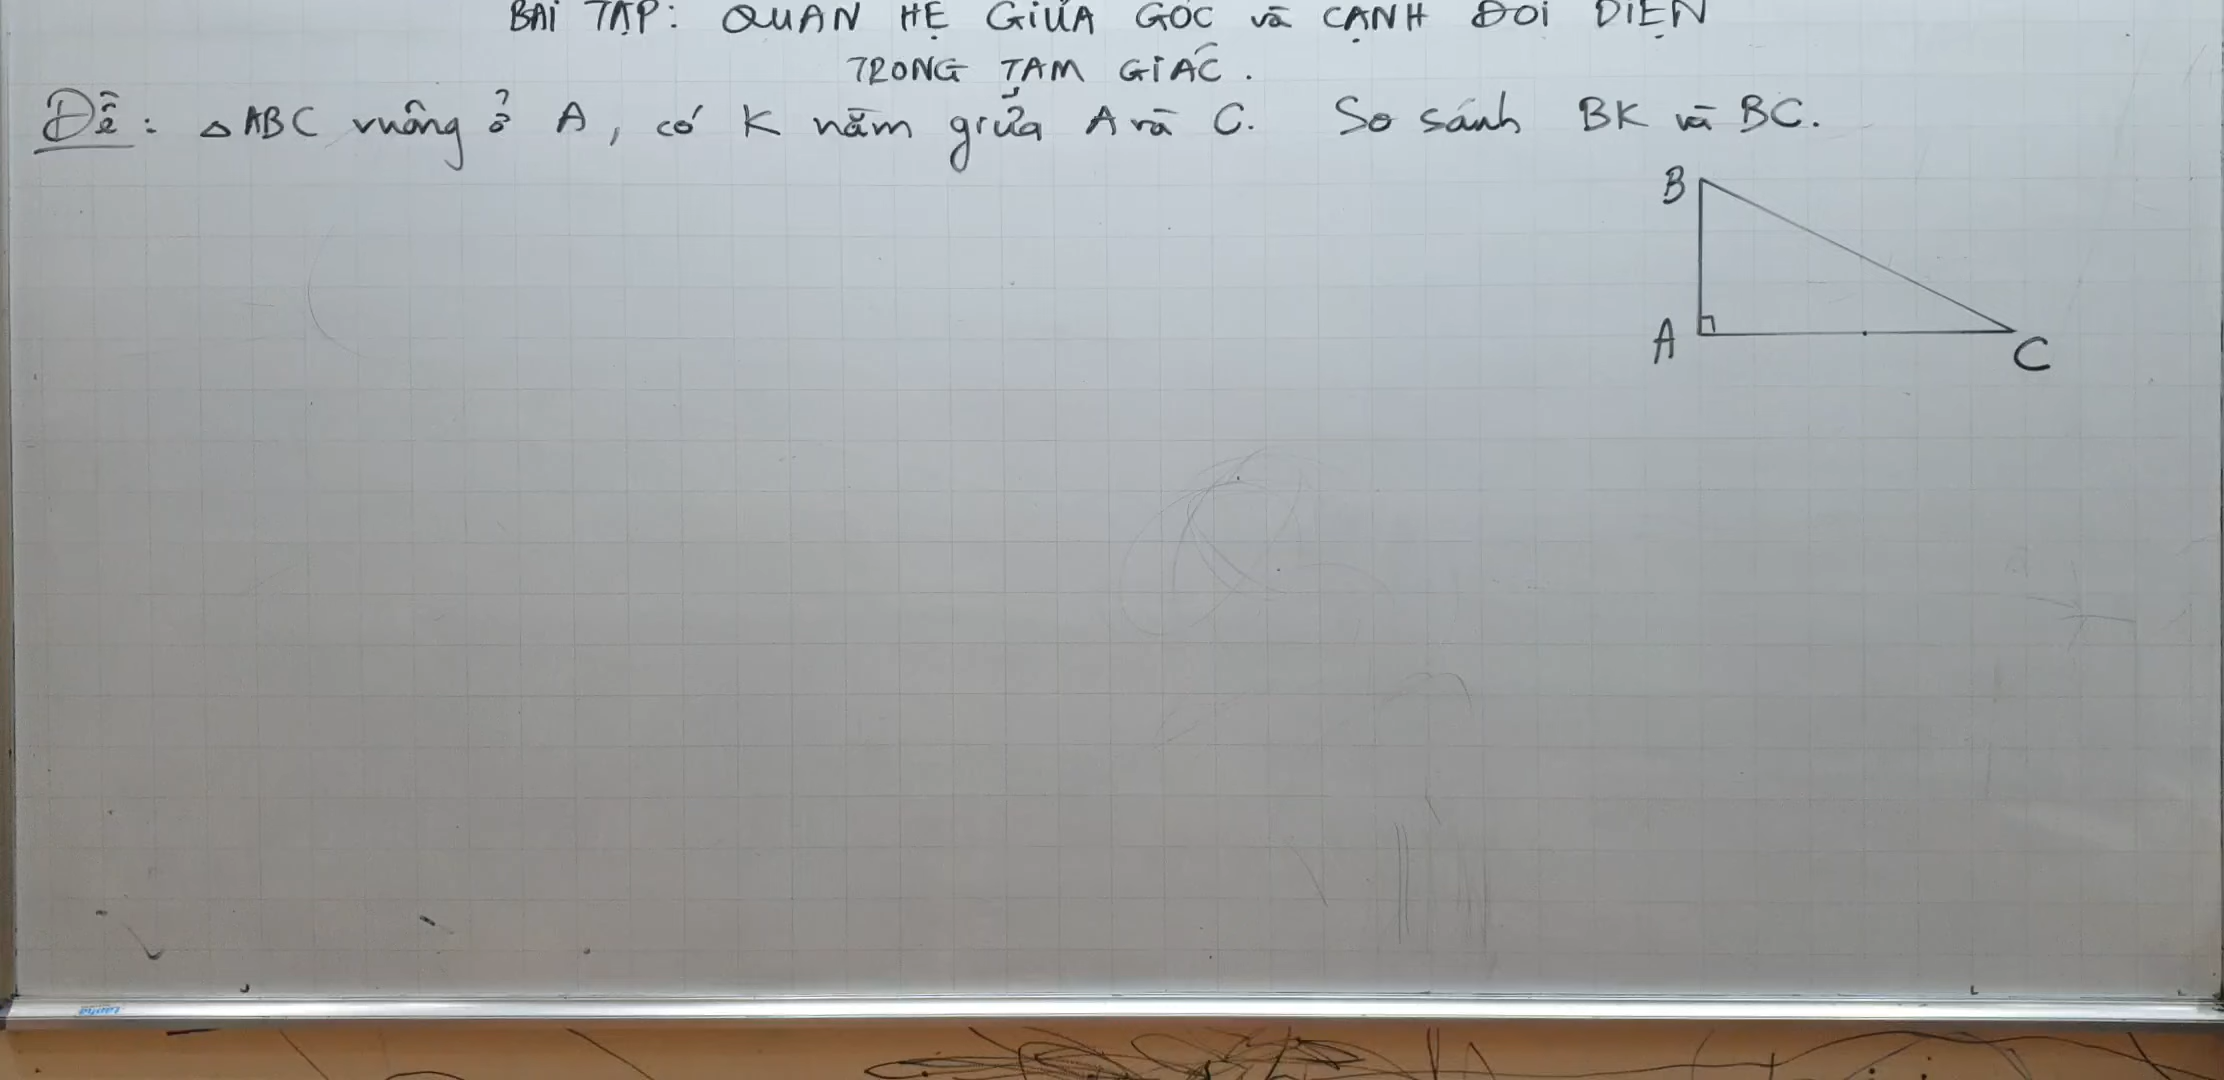 BÀI TẬP: QUAN HỆ GIỮA GÓC và CẠNH ĐỐI DIỆN
TRONG TAM GIÁC.
Đề: △ABC vuông ở A, có K nằm giữa A và C. So sánh BK và BC.
B
A
C